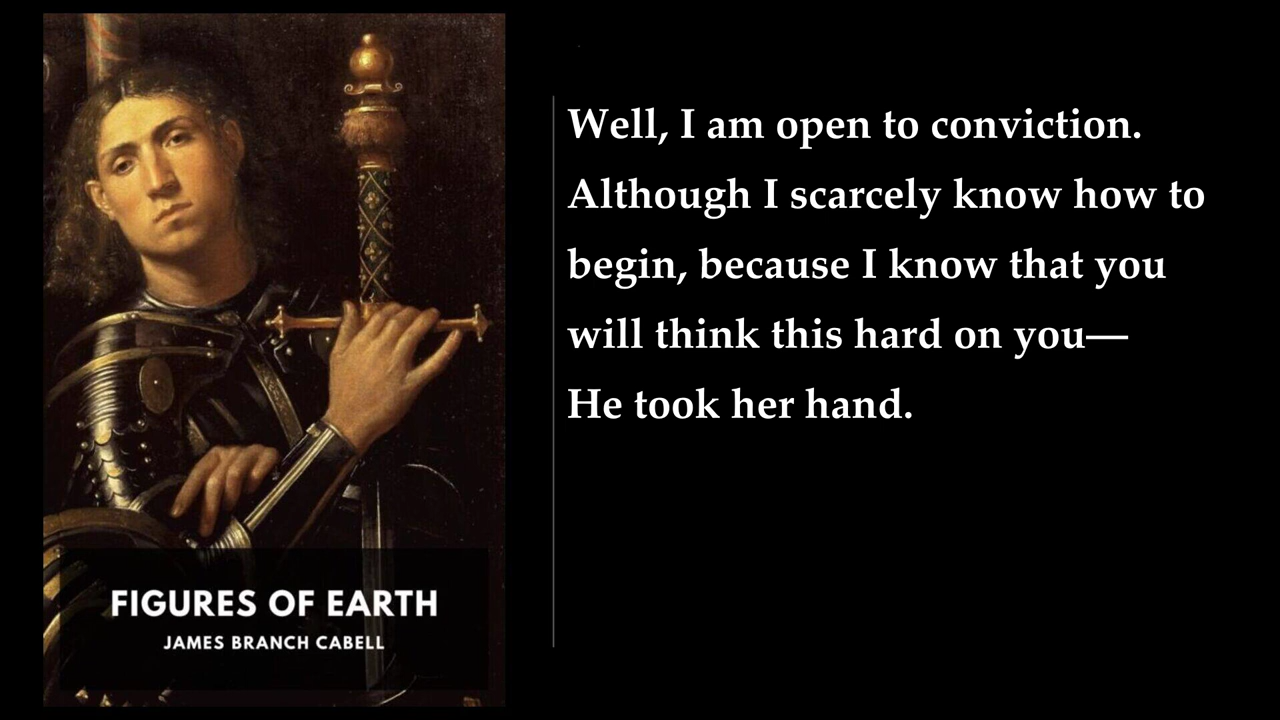 Well, I am open to conviction.
Although I scarcely know how to
begin, because I know that you
will think this hard on you—
He took her hand.
FIGURES OF EARTH
JAMES BRANCH CABELL